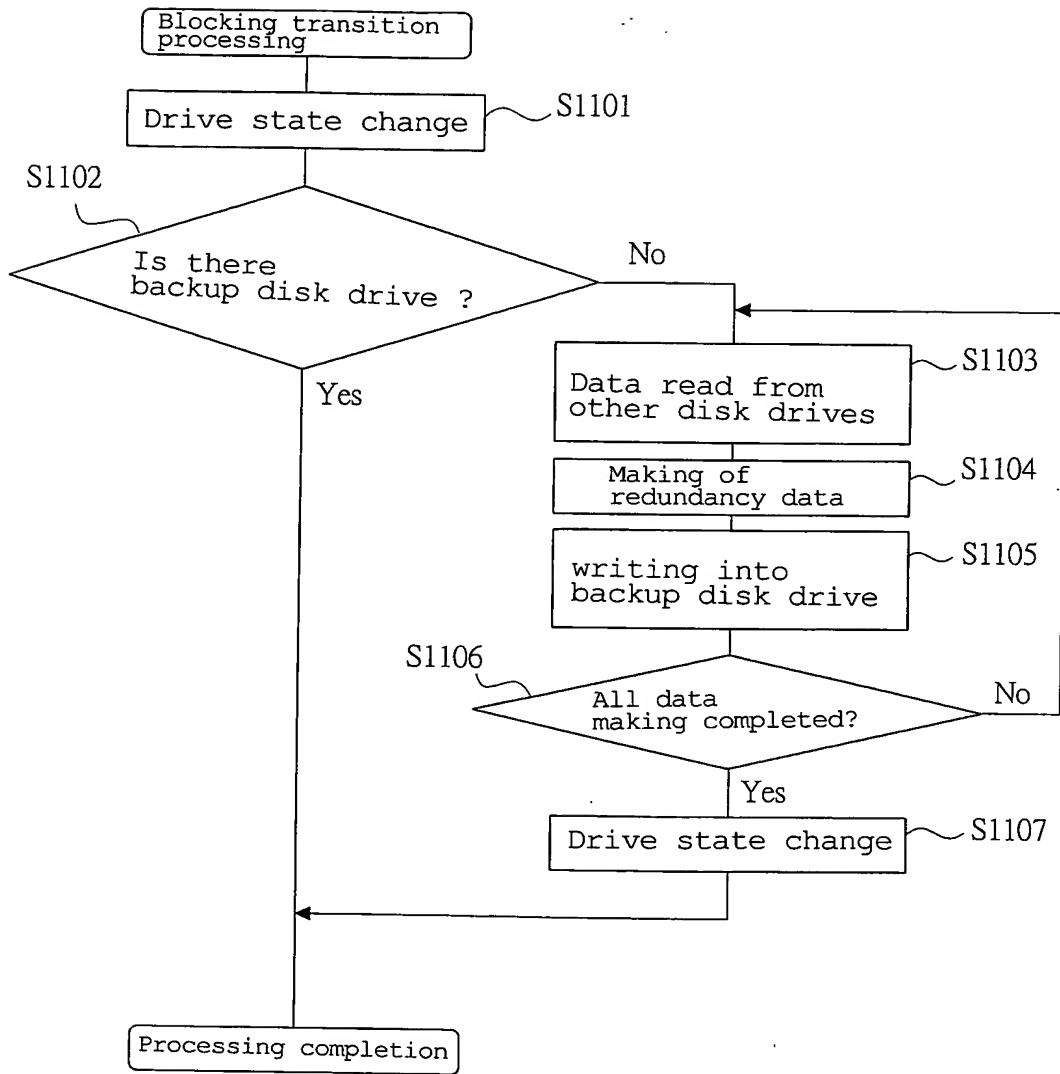 Blocking transition
processing
Drive state change
S1101
S1102
Is there
backup disk drive ?
No
Yes
Data read from
other disk drives
S1103
Making of
redundancy data
S1104
writing into
backup disk drive
S1105
S1106
All data
making completed?
No
Yes
Drive state change
S1107
Processing completion